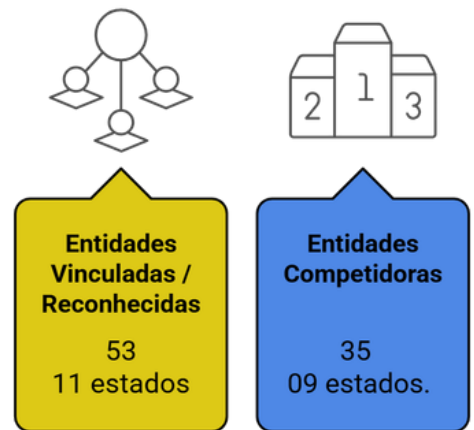 2 1 3
Entidades
Vinculadas /
Reconhecidas
53
11 estados
Entidades
Competidoras
35
09 estados.